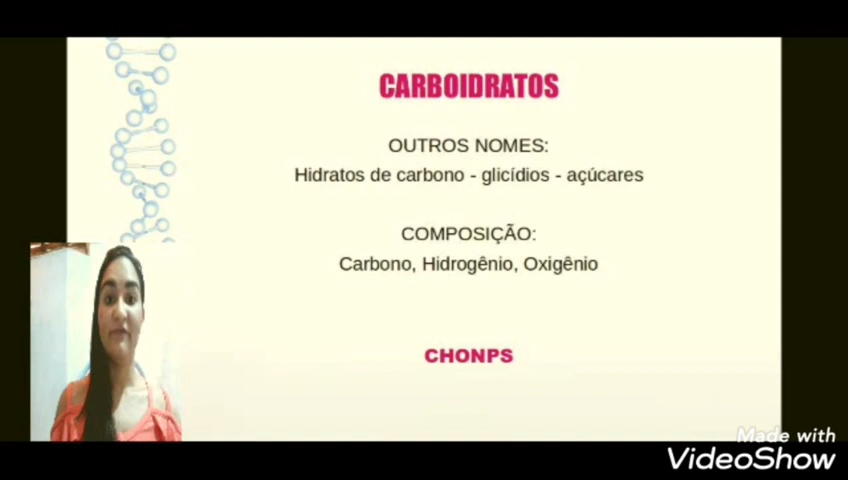 CARBOIDRATOS
OUTROS NOMES:
Hidratos de carbono - glicídios - açúcares
COMPOSIÇÃO:
Carbono, Hidrogênio, Oxigênio
CHONPS
Made with
VideoShow